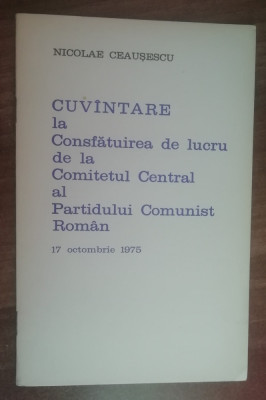 NICOLAE CEAUȘESCU
CUVÎNTARE
la
Consfătuirea de lucru
de la
Comitetul Central
al
Partidului Comunist
Român
17 octombrie 1975